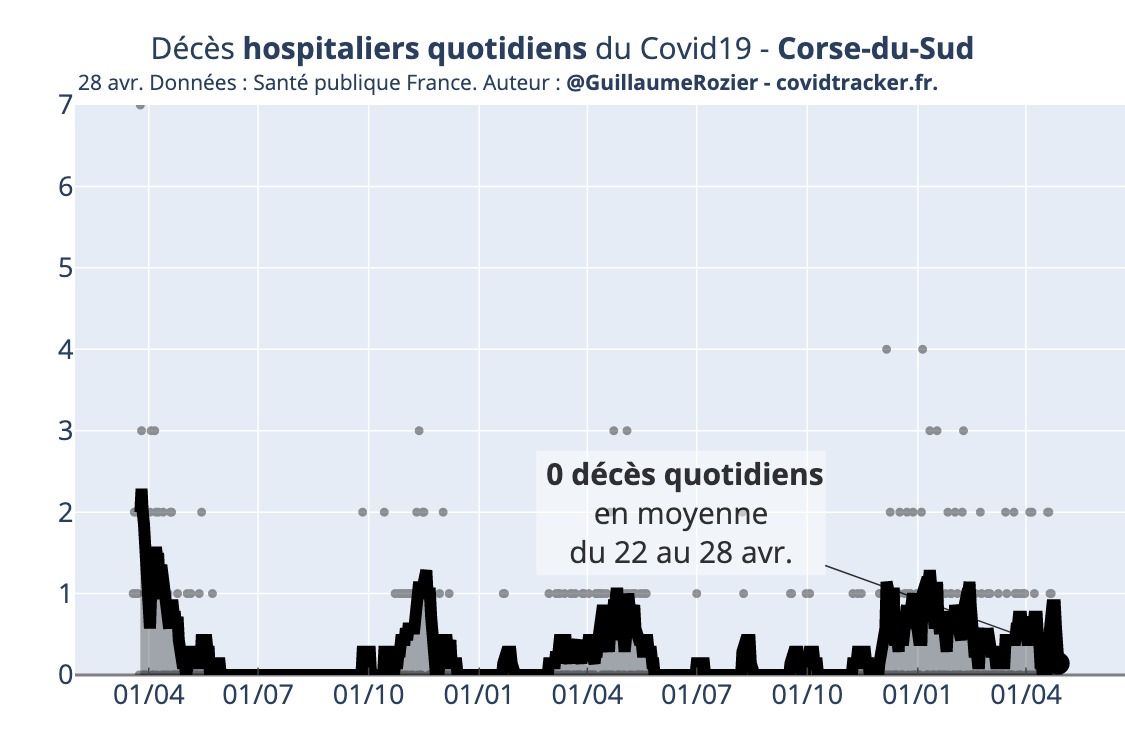 Décès hospitaliers quotidiens du Covid19 - Corse-du-Sud
28 avr. Données : Santé publique France. Auteur : @GuillaumeRozier - covidtracker.fr.
7
6
5
4
3
2
1
0
0 décès quotidiens
en moyenne
du 22 au 28 avr.
01/04 01/07 01/10 01/01 01/04 01/07 01/10 01/01 01/04